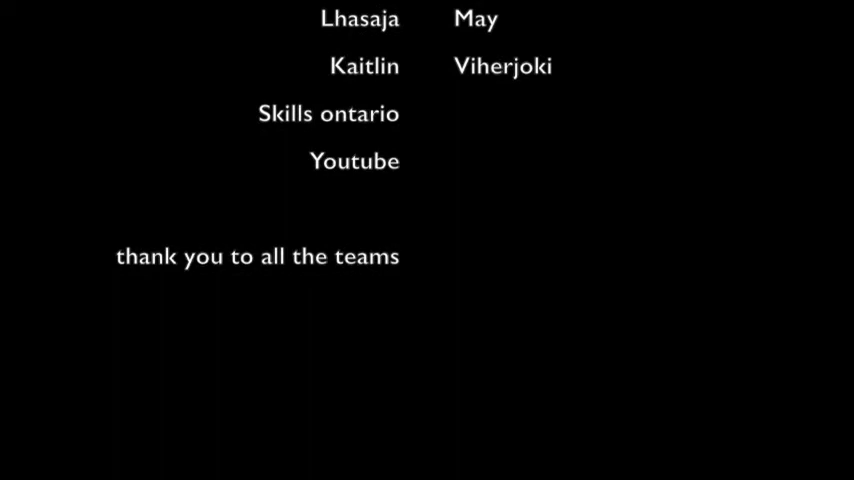 Lhasaja May
Kaitlin Viherjoki
Skills ontario
Youtube
thank you to all the teams